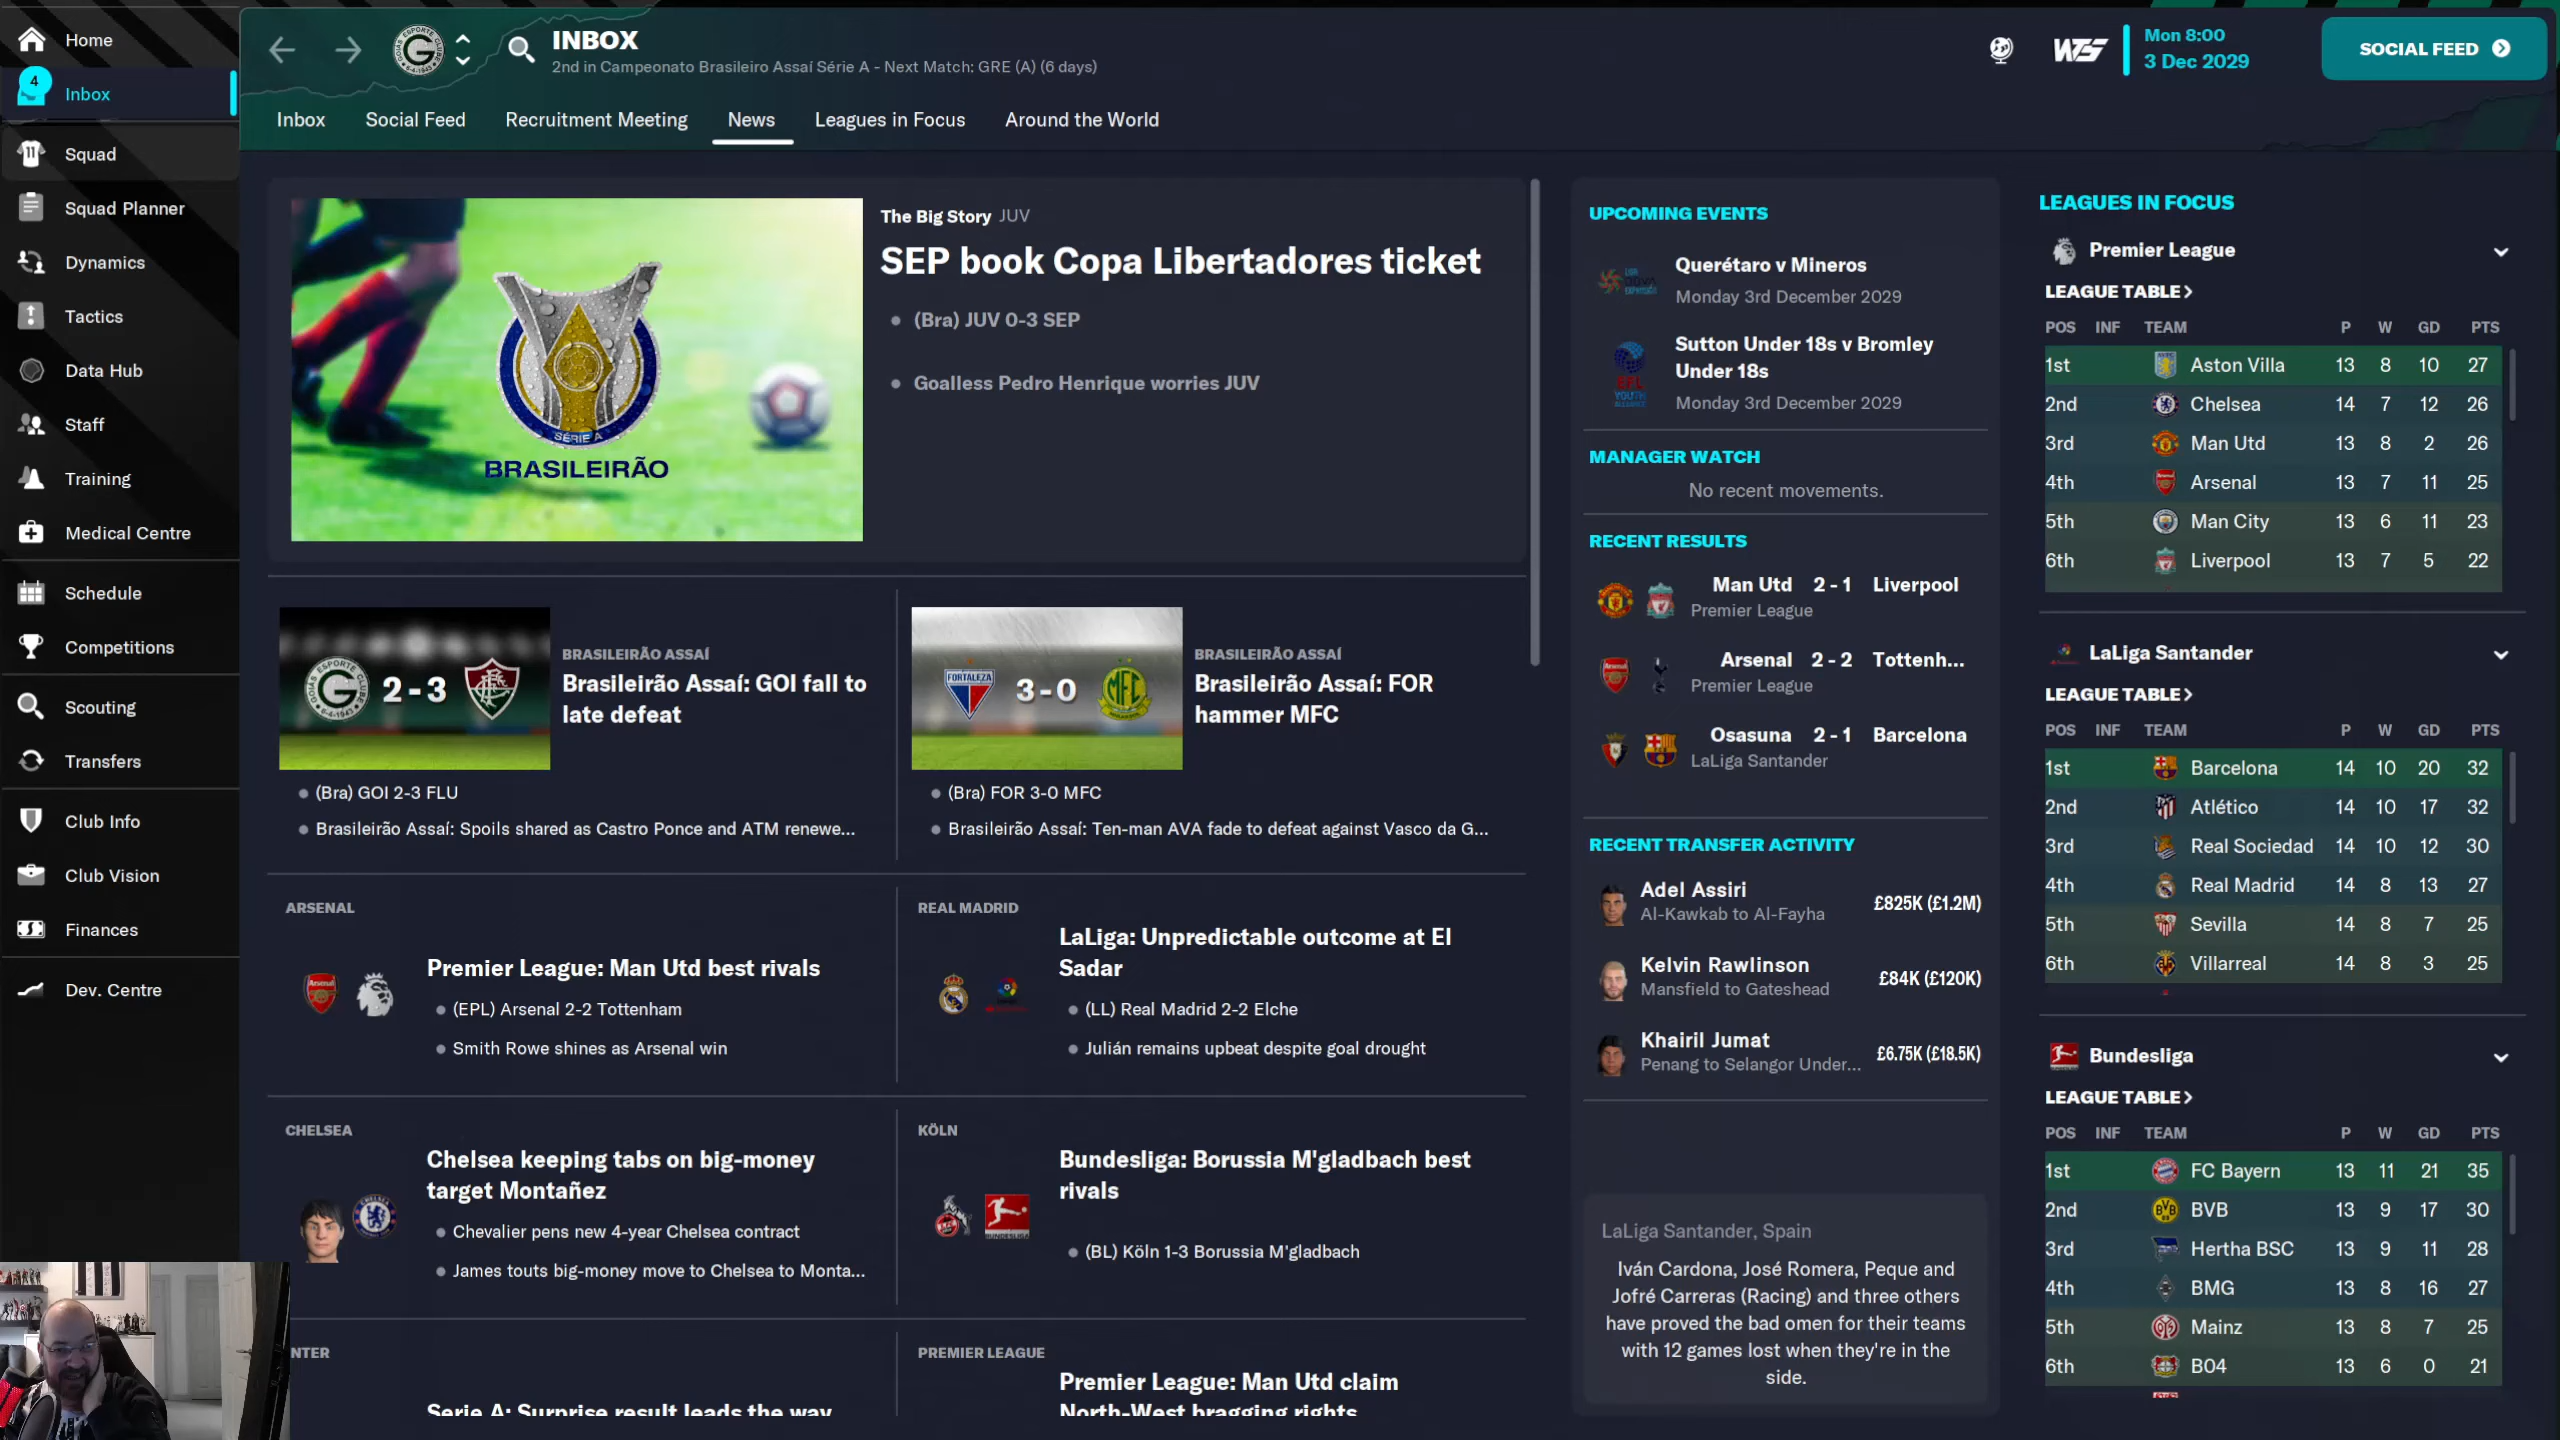 Home
4
Inbox
Squad
Squad Planner
Dynamics
Tactics
Data Hub
Staff
Training
Medical Centre
Schedule
Competitions
Scouting
Transfers
Club Info
Club Vision
Finances
Dev. Centre
INBOX
2nd in Campeonato Brasileiro Assaí Série A - Next Match: GRE (A) (6 days)
Mon 8:00
3 Dec 2029
SOCIAL FEED
Inbox
Social Feed
Recruitment Meeting
News
Leagues in Focus
Around the World
SÉRIE A
BRASILEIRÃO
The Big Story JUV
SEP book Copa Libertadores ticket
(Bra) JUV 0-3 SEP
Goalless Pedro Henrique worries JUV
2-3
BRASILEIRÃO ASSAÍ
Brasileirão Assaí: GOI fall to
late defeat
(Bra) GOI 2-3 FLU
Brasileirão Assaí: Spoils shared as Castro Ponce and ATM renewe...
FORTALEZA
3-0
BRASILEIRÃO ASSAÍ
Brasileirão Assaí: FOR
hammer MFC
(Bra) FOR 3-0 MFC
Brasileirão Assaí: Ten-man AVA fade to defeat against Vasco da G...
ARSENAL
Premier League: Man Utd best rivals
(EPL) Arsenal 2-2 Tottenham
Smith Rowe shines as Arsenal win
REAL MADRID
LaLiga: Unpredictable outcome at El
Sadar
(LL) Real Madrid 2-2 Elche
Julián remains upbeat despite goal drought
CHELSEA
Chelsea keeping tabs on big-money
target Montañez
Chevalier pens new 4-year Chelsea contract
James touts big-money move to Chelsea to Monta...
KÖLN
Bundesliga: Borussia M'gladbach best
rivals
(BL) Köln 1-3 Borussia M'gladbach
NTER
Serie A: Surprise result leads the way
PREMIER LEAGUE
Premier League: Man Utd claim
North-West bragging rights
UPCOMING EVENTS
Querétaro v Mineros
Monday 3rd December 2029
Sutton Under 18s v Bromley
Under 18s
Monday 3rd December 2029
MANAGER WATCH
No recent movements.
RECENT RESULTS
Man Utd 2 - 1 Liverpool
Premier League
Arsenal 2 - 2 Tottenh...
Premier League
Osasuna 2 - 1 Barcelona
LaLiga Santander
RECENT TRANSFER ACTIVITY
Adel Assiri
Al-Kawkab to Al-Fayha
£825K (£1.2M)
Kelvin Rawlinson
Mansfield to Gateshead
£84K (£120K)
Khairil Jumat
Penang to Selangor Under...
£6.75K (£18.5K)
LaLiga Santander, Spain
Iván Cardona, José Romera, Peque and
Jofré Carreras (Racing) and three others
have proved the bad omen for their teams
with 12 games lost when they're in the
side.
LEAGUES IN FOCUS
Premier League
LEAGUE TABLE
POS INF TEAM P W GD PTS
1st Aston Villa 13 8 10 27
2nd Chelsea 14 7 12 26
3rd Man Utd 13 8 2 26
4th Arsenal 13 7 11 25
5th Man City 13 6 11 23
6th Liverpool 13 7 5 22
LaLiga Santander
LEAGUE TABLE
POS INF TEAM P W GD PTS
1st Barcelona 14 10 20 32
2nd Atlético 14 10 17 32
3rd Real Sociedad 14 10 12 30
4th Real Madrid 14 8 13 27
5th Sevilla 14 8 7 25
6th Villarreal 14 8 3 25
Bundesliga
LEAGUE TABLE
POS INF TEAM P W GD PTS
1st FC Bayern 13 11 21 35
2nd BVB 13 9 17 30
3rd Hertha BSC 13 9 11 28
4th BMG 13 8 16 27
5th Mainz 13 8 7 25
6th B04 13 6 0 21